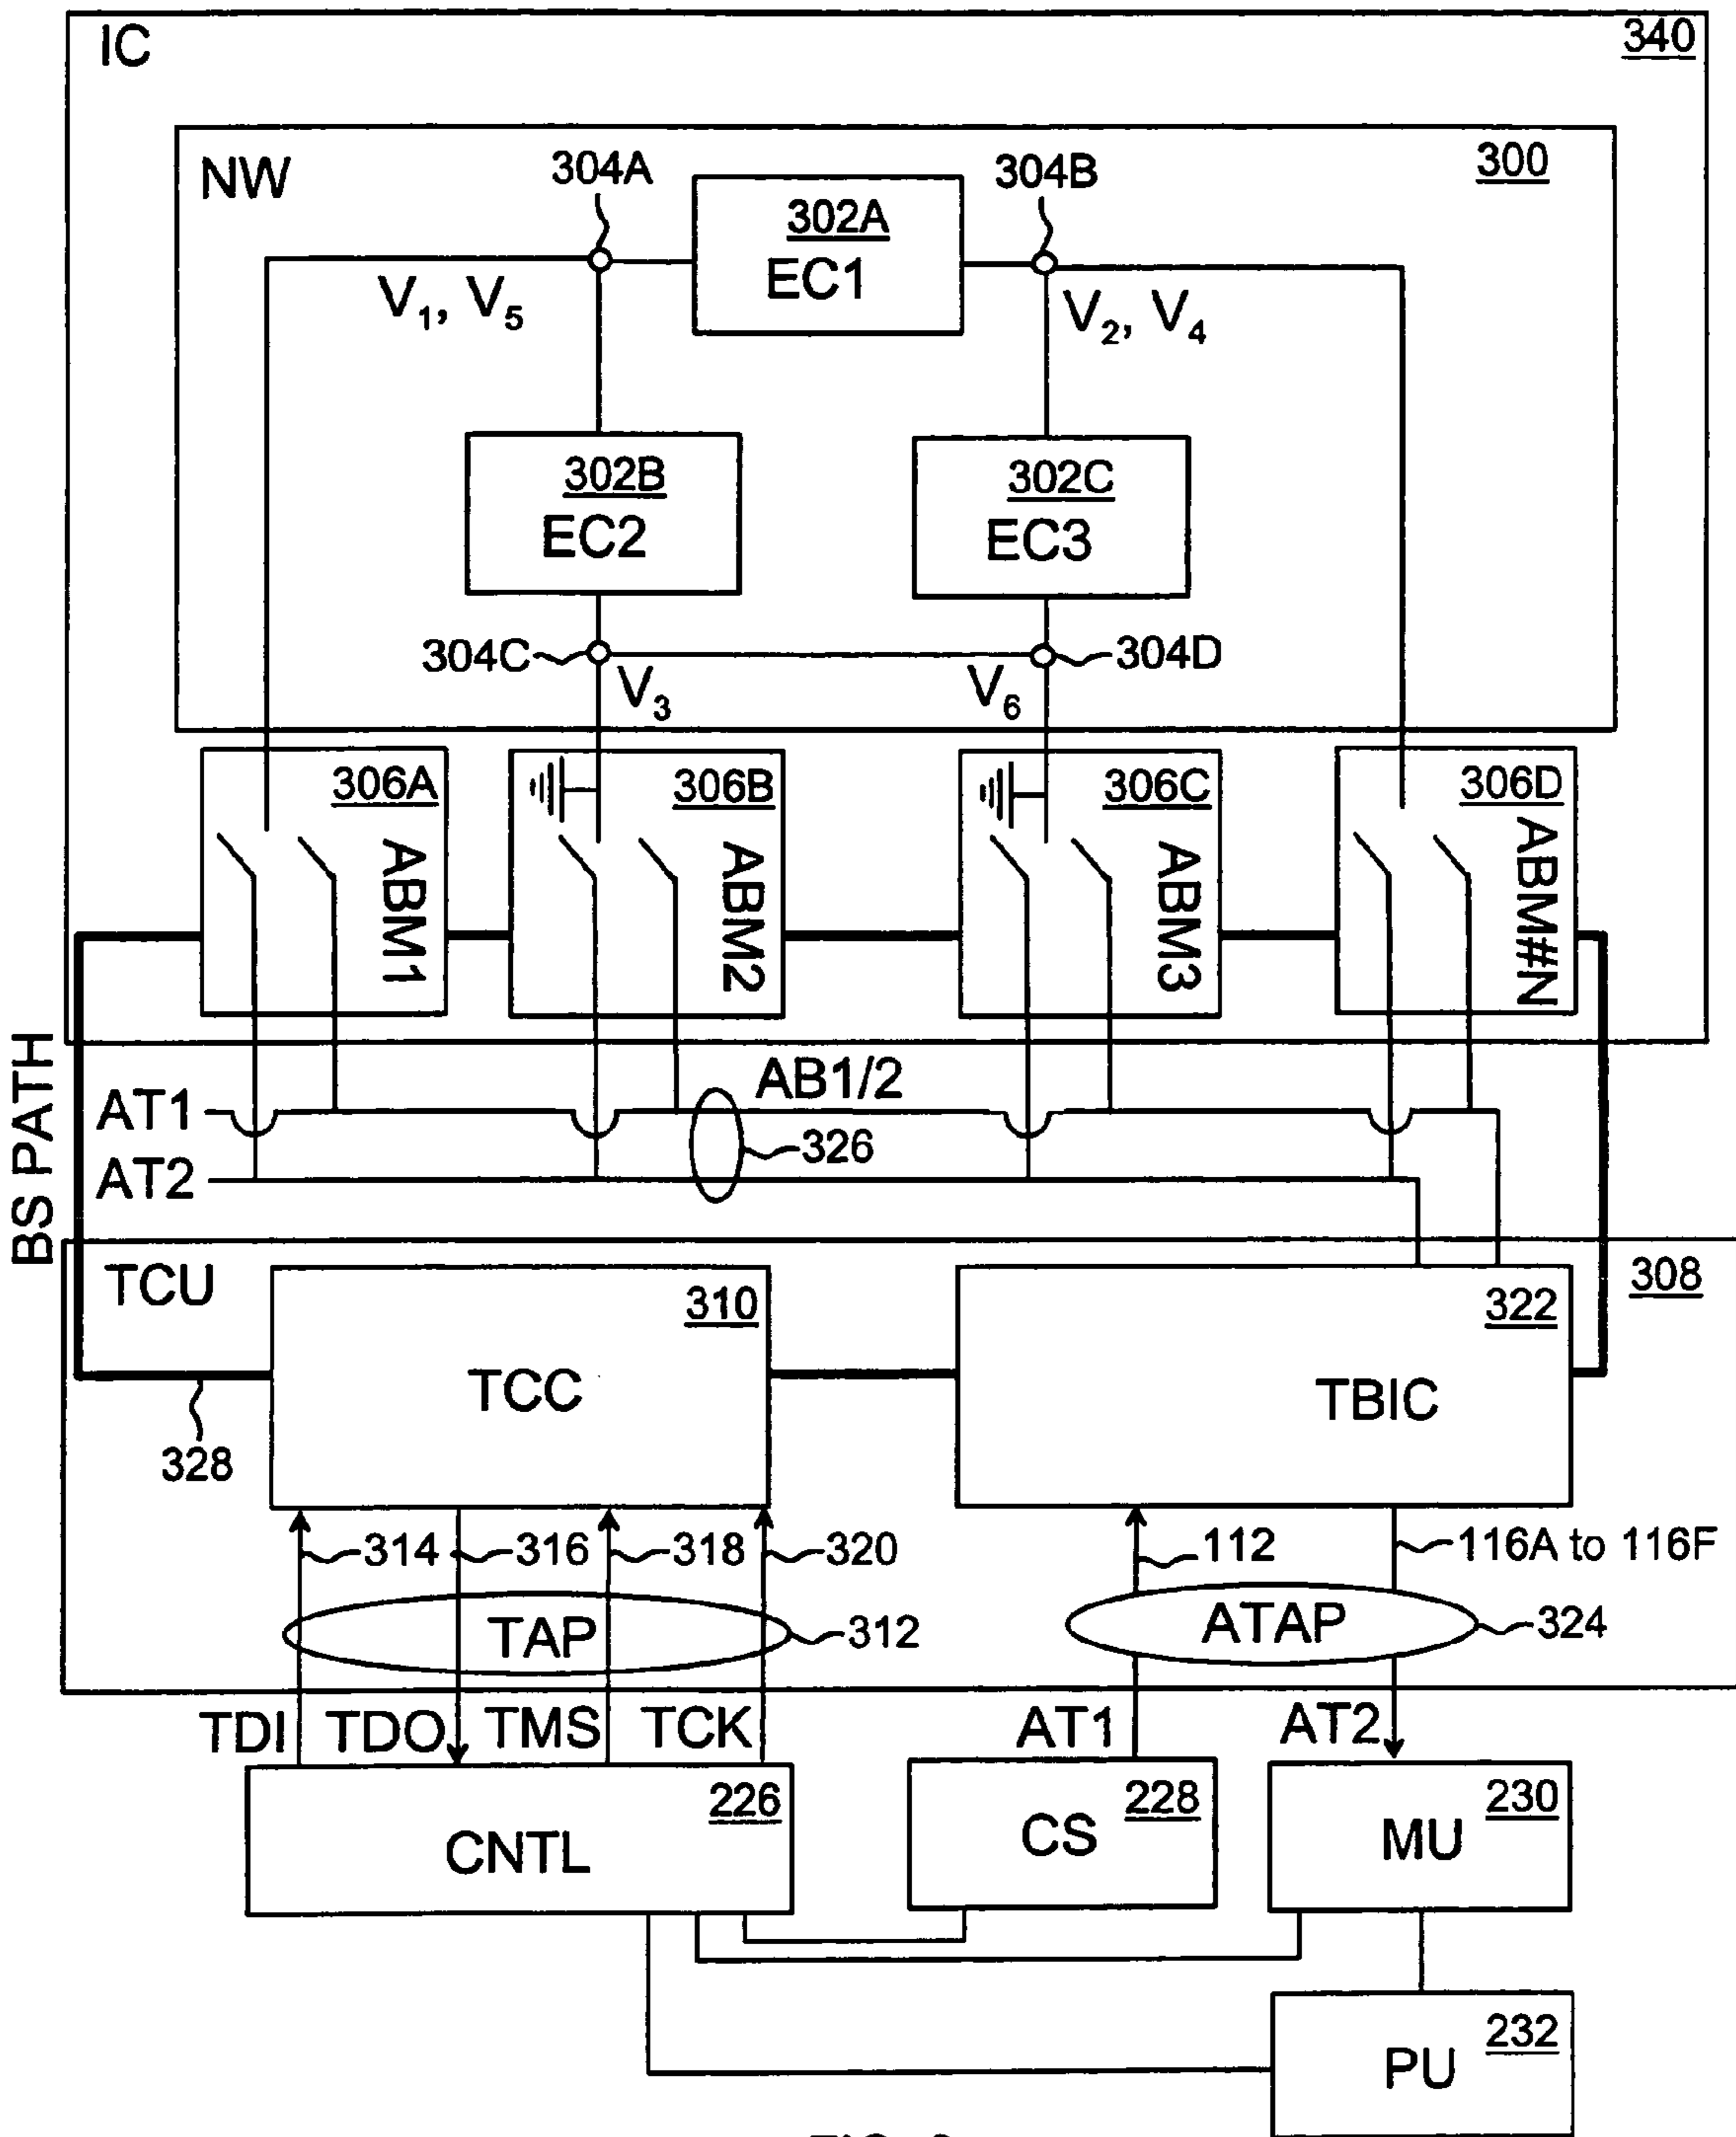 IC
340
NW
300
304A
304B
302A
EC1
V1, V5
V2, V4
302B
EC2
302C
EC3
304C
304D
V3
V6
306A
ABM1
306B
ABM2
306C
ABM3
306D
ABM#N
BS PATH
AB1/2
AT1
326
AT2
TCU
308
310
TCC
322
TBIC
328
314
316
318
320
112
116A to 116F
TAP
312
ATAP
324
TDI
TDO
TMS
TCK
AT1
AT2
226
CNTL
228
CS
230
MU
232
PU